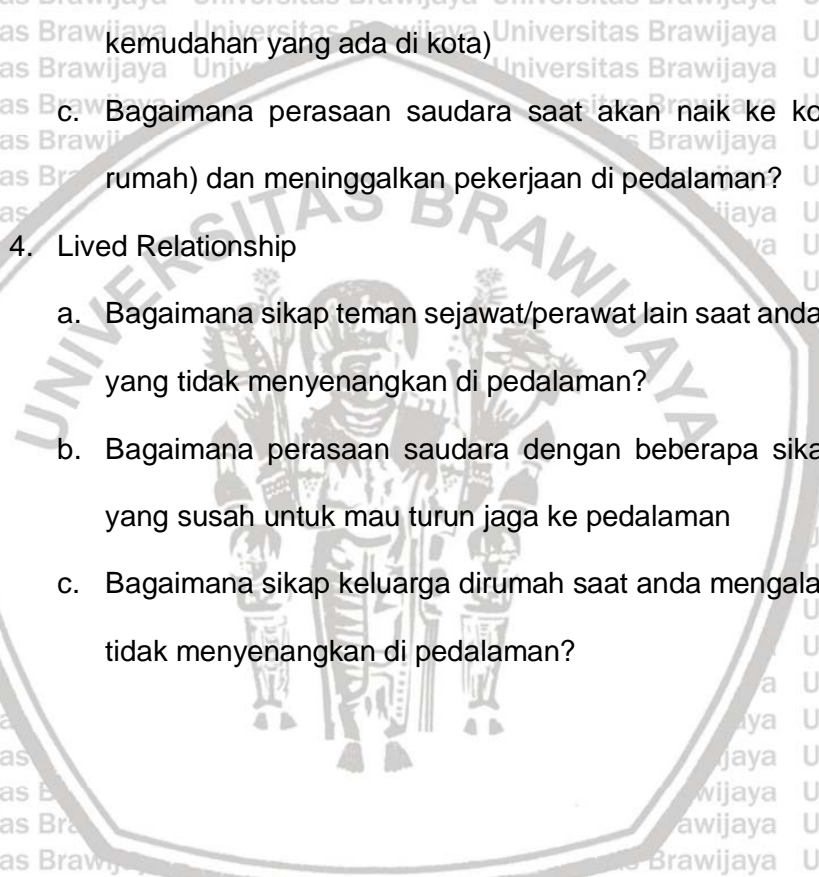 kemudahan yang ada di kota)
c. Bagaimana perasaan saudara saat akan naik ke
rumah) dan meninggalkan pekerjaan di pedalaman?
4. Lived Relationship
a. Bagaimana sikap teman sejawat/perawat lain saat anda
yang tidak menyenangkan di pedalaman?
b. Bagaimana perasaan saudara dengan beberapa
yang susah untuk mau turun jaga ke pedalaman
c. Bagaimana sikap keluarga dirumah saat anda
tidak menyenangkan di pedalaman?
UNIVERSITAS BRAWIJAYA